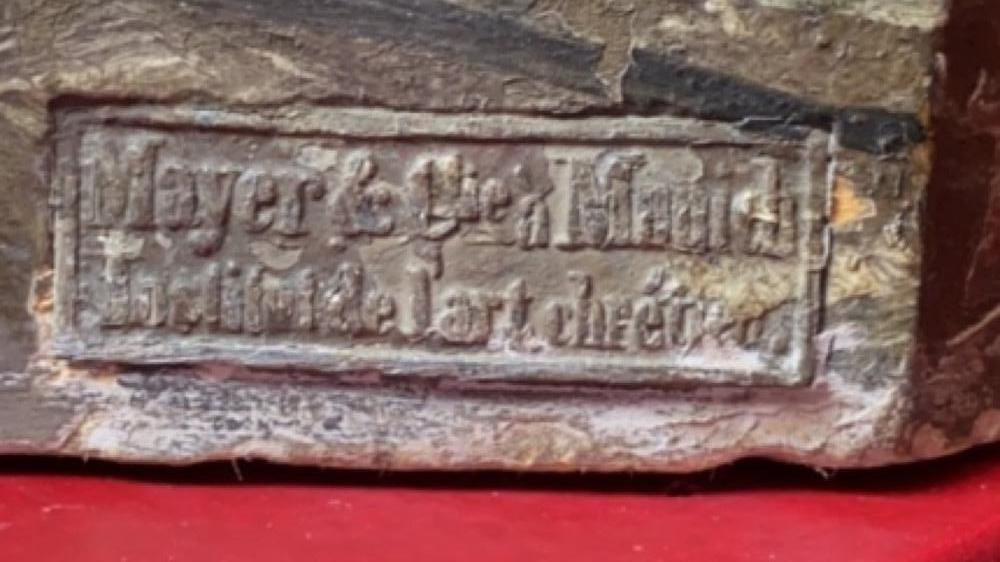 Mayer & Cie à Munich
Institut de l'art chrétien